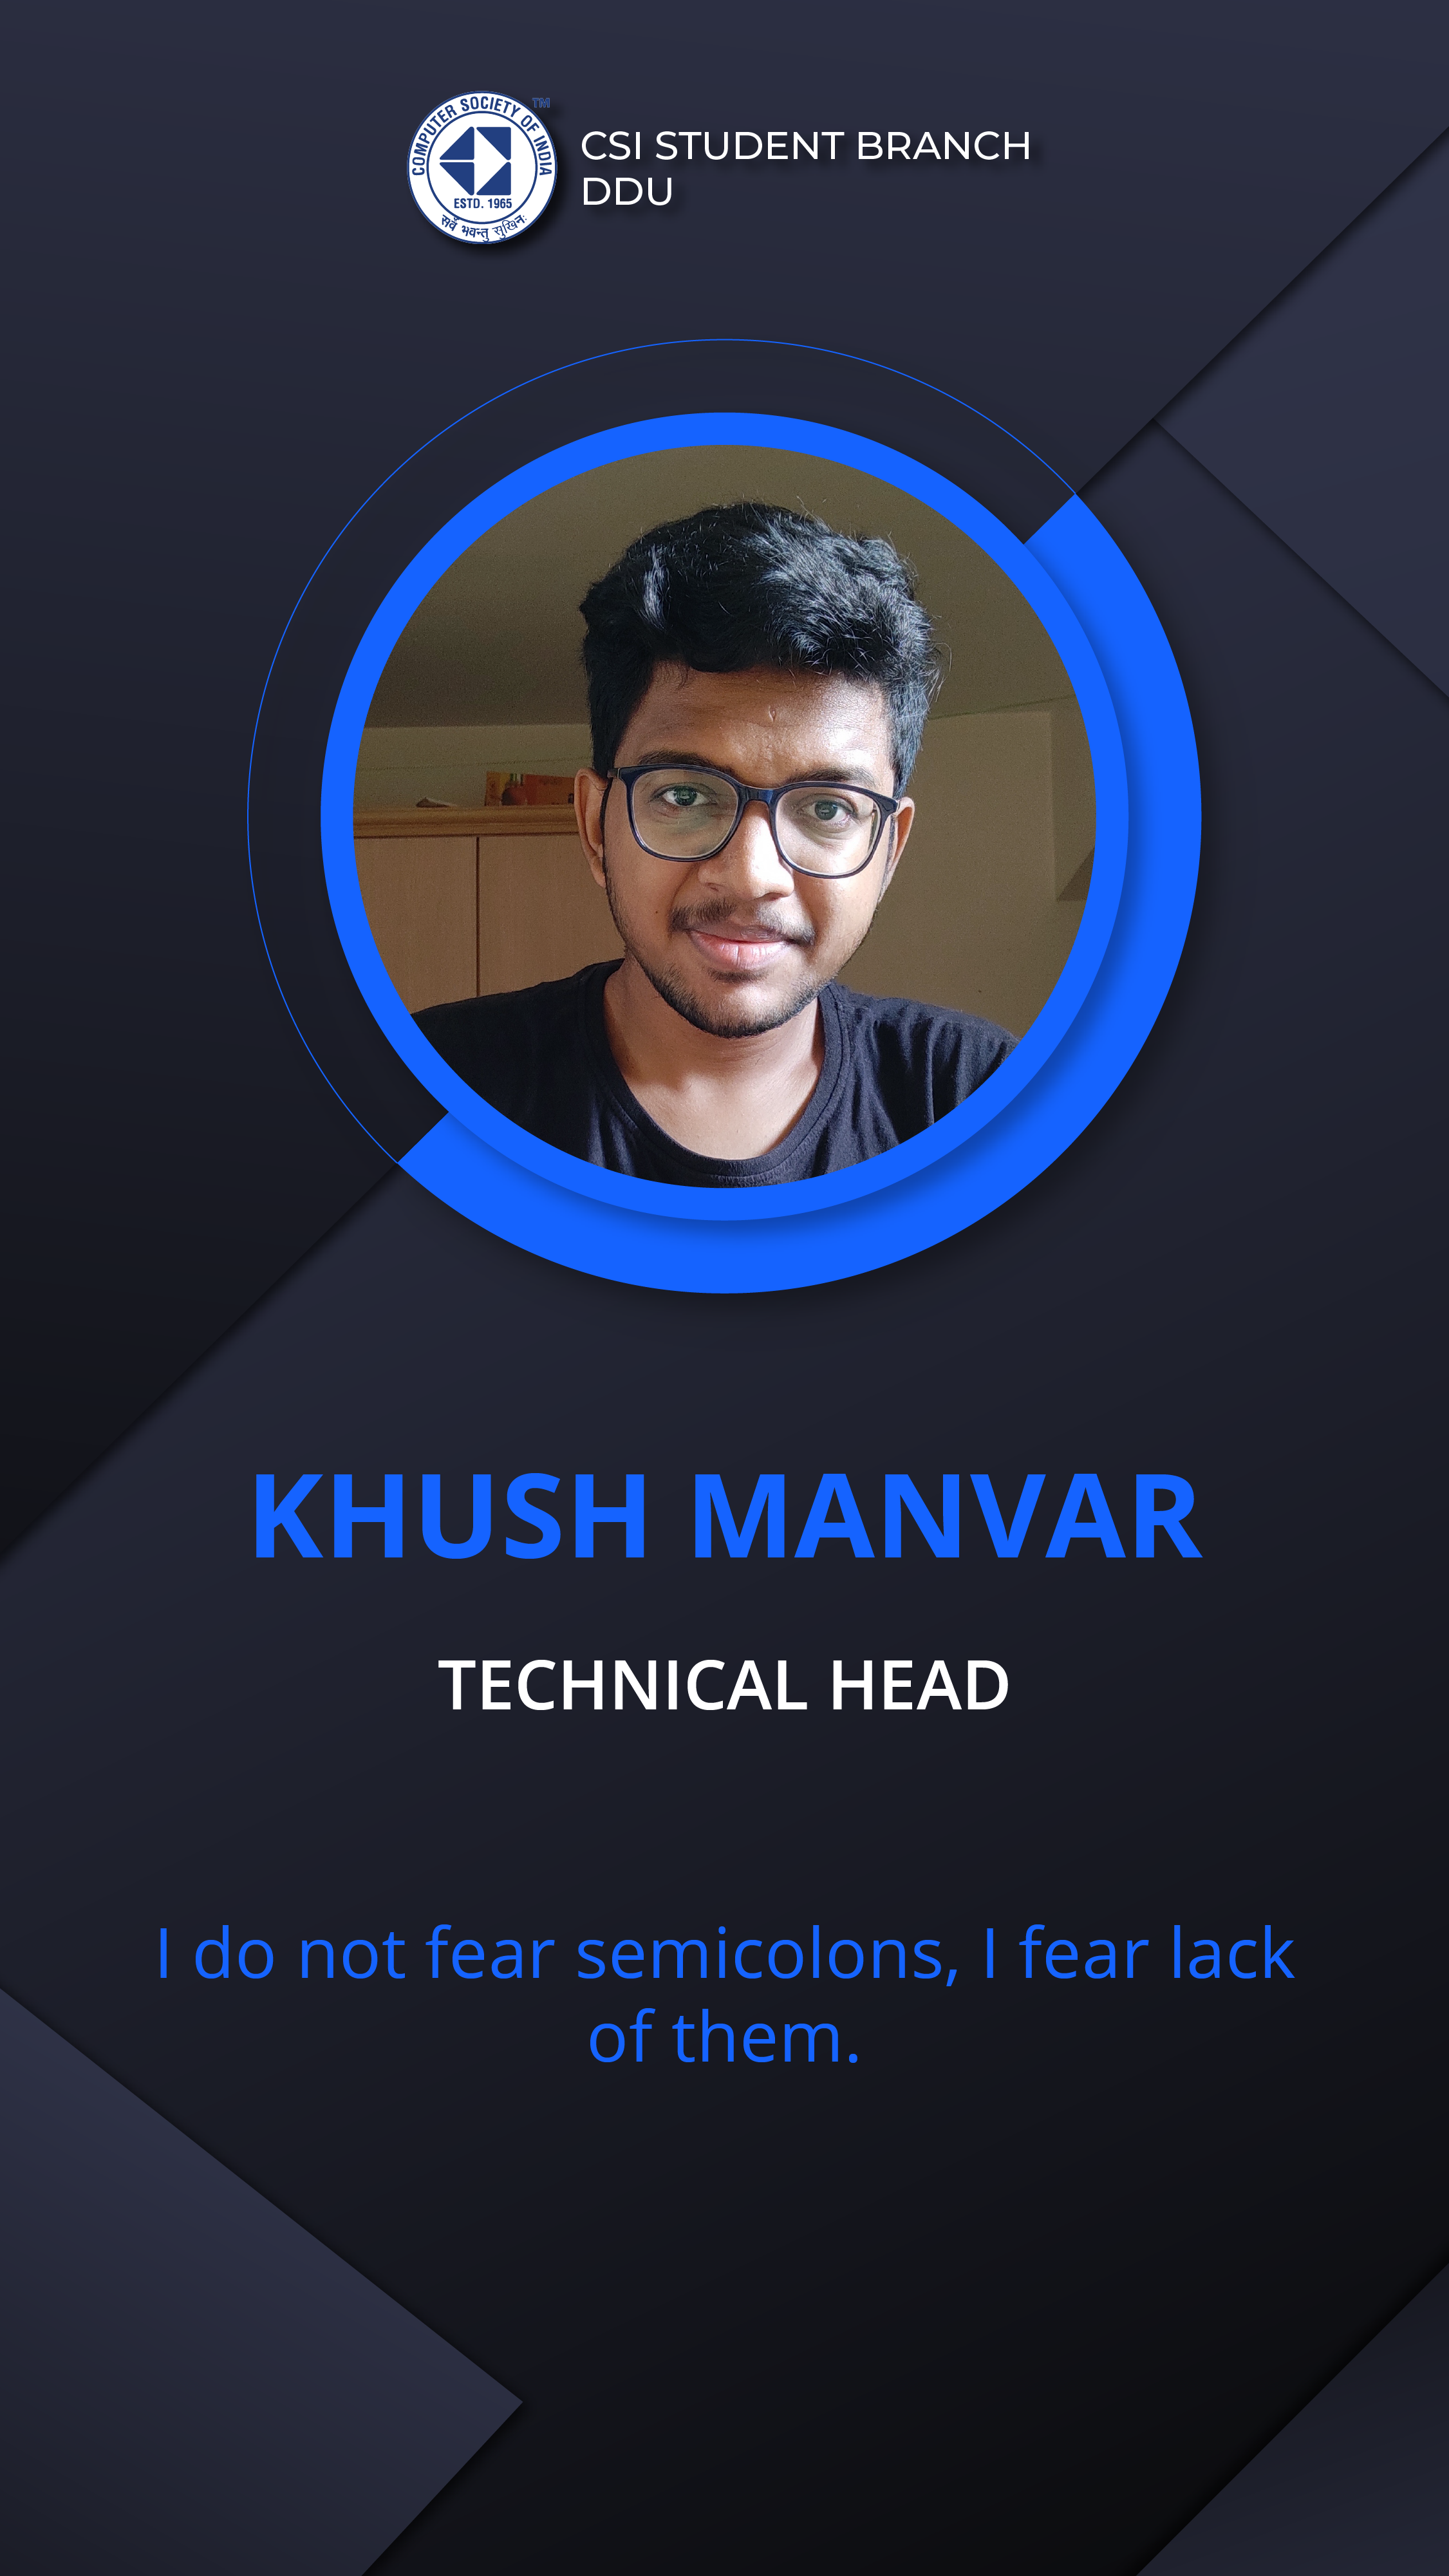 COMPUTER SOCIETY OF INDIA
TM
ESTD. 1965
सर्वे भवन्तु सुखिनः
CSI STUDENT BRANCH
DDU
KHUSH MANVAR
TECHNICAL HEAD
I do not fear semicolons, I fear lack
of them.